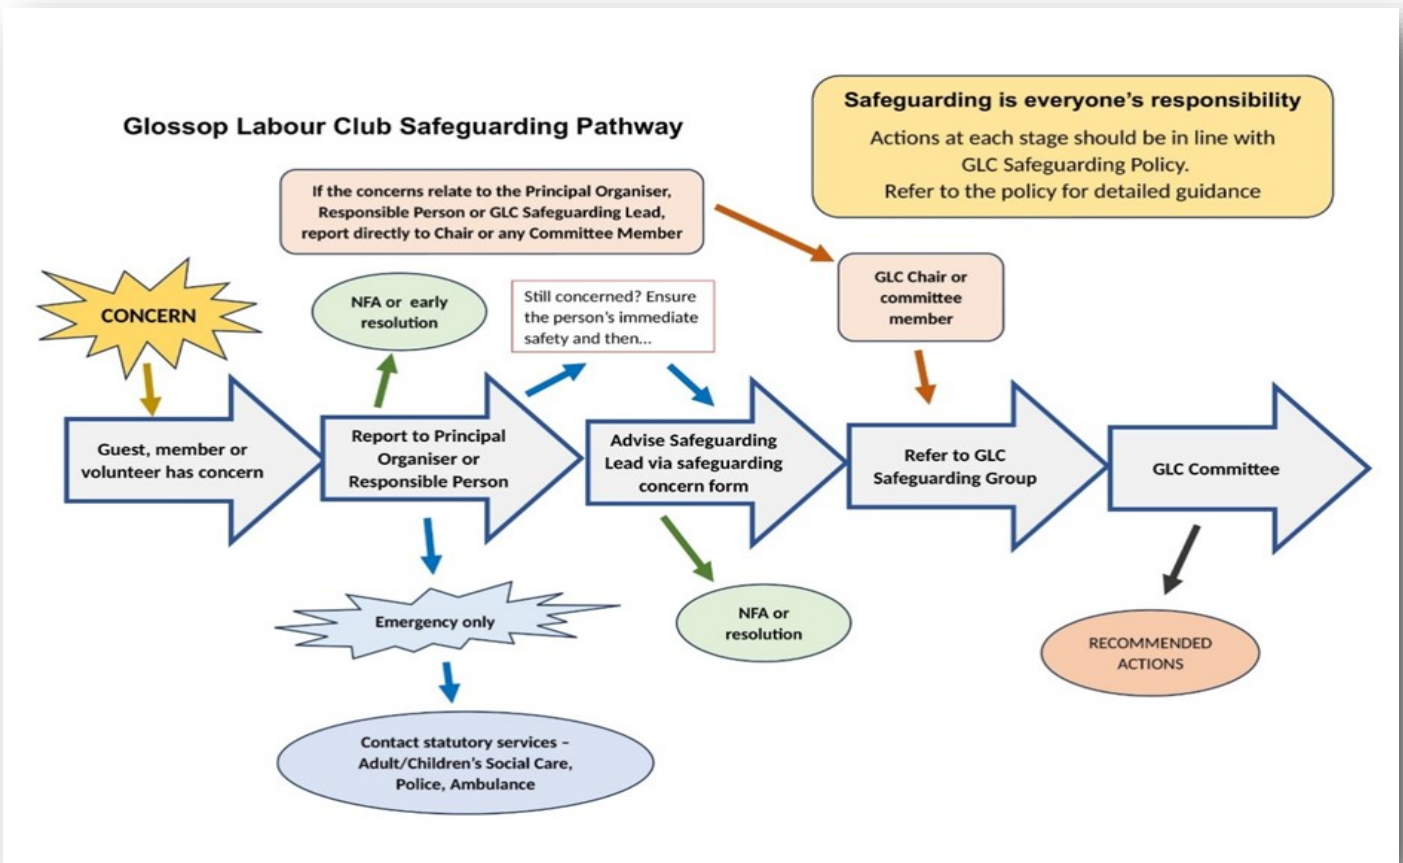 Safeguarding is everyone's responsibility
Actions at each stage should be in line with
GLC Safeguarding Policy.
Refer to the policy for detailed guidance
Glossop Labour Club Safeguarding Pathway
If the concerns relate to the Principal Organiser,
Responsible Person or GLC Safeguarding Lead,
report directly to Chair or any Committee Member
GLC Chair or
committee
member
CONCERN
NFA or early
resolution
Still concerned? Ensure
the person's immediate
safety and then...
Guest, member or
volunteer has concern
Report to Principal
Organiser or
Responsible Person
Advise Safeguarding
Lead via safeguarding
concern form
Refer to GLC
Safeguarding Group
GLC Committee
Emergency only
NFA or
resolution
RECOMMENDED
ACTIONS
Contact statutory services –
Adult/Children's Social Care,
Police, Ambulance